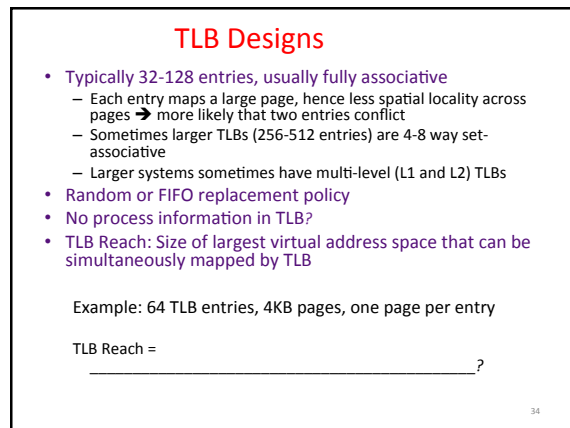 TLB Designs
• Typically 32-128 entries, usually fully associative
– Each entry maps a large page, hence less spatial locality across
pages ➔ more likely that two entries conflict
– Sometimes larger TLBs (256-512 entries) are 4-8 way set-
associative
– Larger systems sometimes have multi-level (L1 and L2) TLBs
• Random or FIFO replacement policy
• No process information in TLB?
• TLB Reach: Size of largest virtual address space that can be
simultaneously mapped by TLB
Example: 64 TLB entries, 4KB pages, one page per entry
TLB Reach =
_____________________________________________?
34